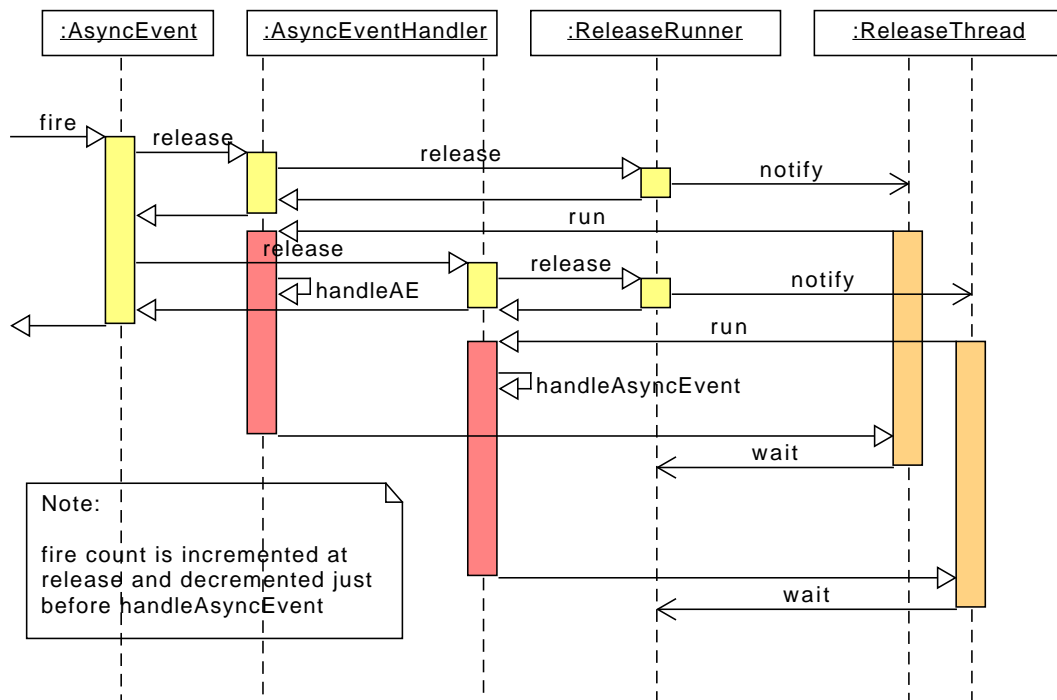 :AsyncEvent
:AsyncEventHandler
:ReleaseRunner
:ReleaseThread
fire
release
release
notify
run
release
release
handleAE
notify
run
handleAsyncEvent
wait
Note:
fire count is incremented at
release and decremented just
before handleAsyncEvent
wait